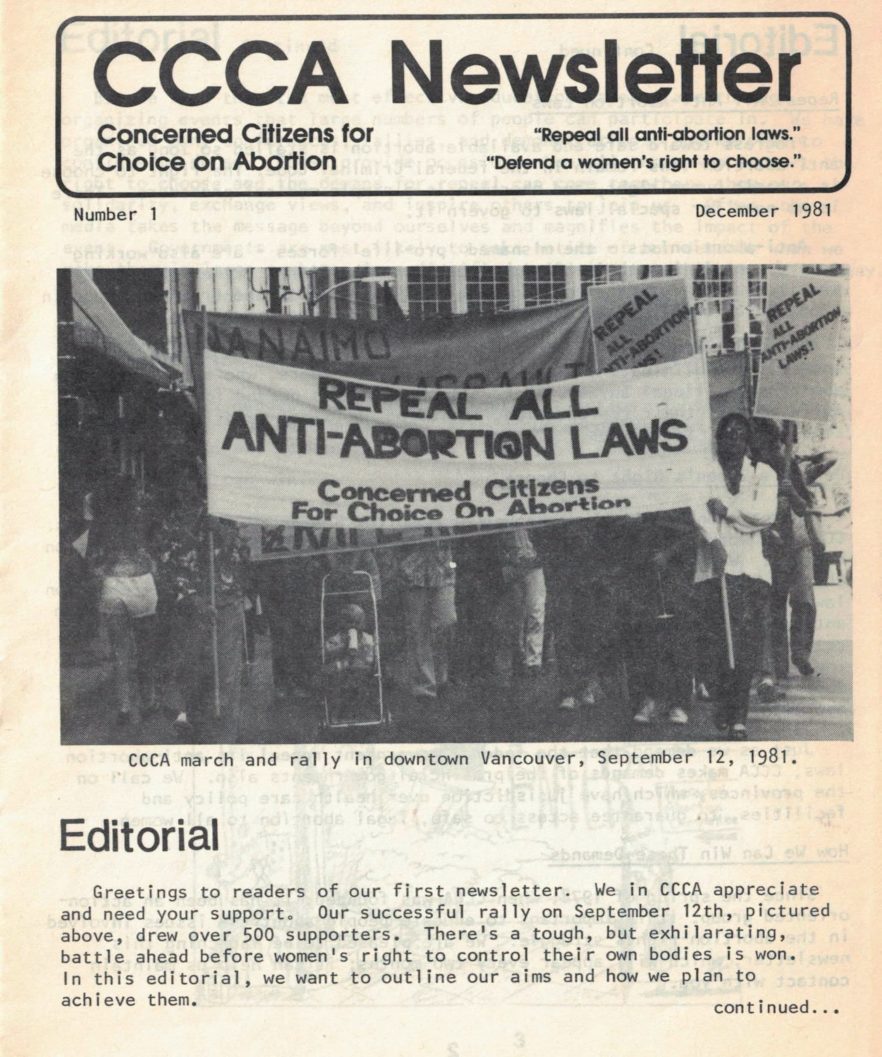 CCCA Newsletter
Concerned Citizens for
Choice on Abortion
"Repeal all anti-abortion laws."
"Defend a women's right to choose."
Number 1
December 1981
NANAIMO
ASSAULT
REPEAL ALL
ANTI-ABORTION LAWS
Concerned Citizens
For Choice On Abortion
REPEAL
ALL
ANTI-ABORTION
LAWS!
REPEAL
ALL
ANTI-ABORTION
LAWS!
CCCA march and rally in downtown Vancouver, September 12, 1981.
Editorial
Greetings to readers of our first newsletter. We in CCCA appreciate
and need your support. Our successful rally on September 12th, pictured
above, drew over 500 supporters. There's a tough, but exhilarating,
battle ahead before women's right to control their own bodies is won.
In this editorial, we want to outline our aims and how we plan to
achieve them.
continued...